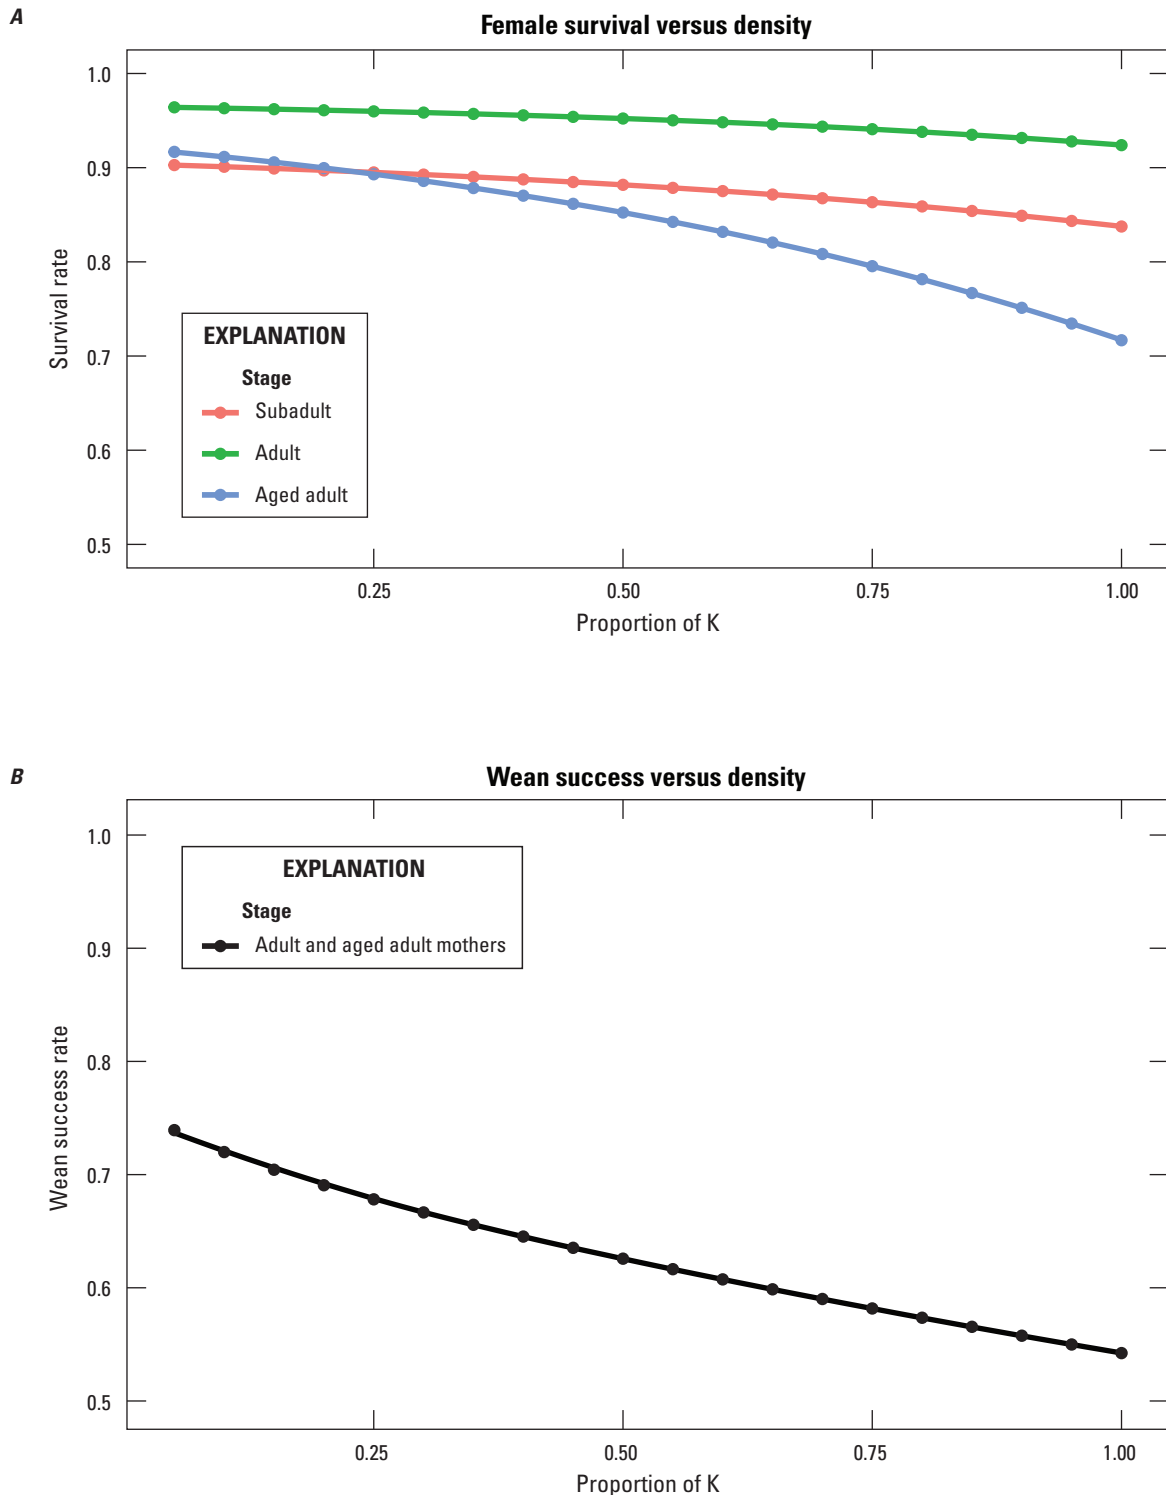 A
Female survival versus density
1.0
0.9
0.8
0.7
0.6
0.5
Survival rate
EXPLANATION
Stage
Subadult
Adult
Aged adult
0.25 0.50 0.75 1.00
Proportion of K
B
Wean success versus density
1.0
0.9
0.8
0.7
0.6
0.5
Wean success rate
EXPLANATION
Stage
Adult and aged adult mothers
0.25 0.50 0.75 1.00
Proportion of K